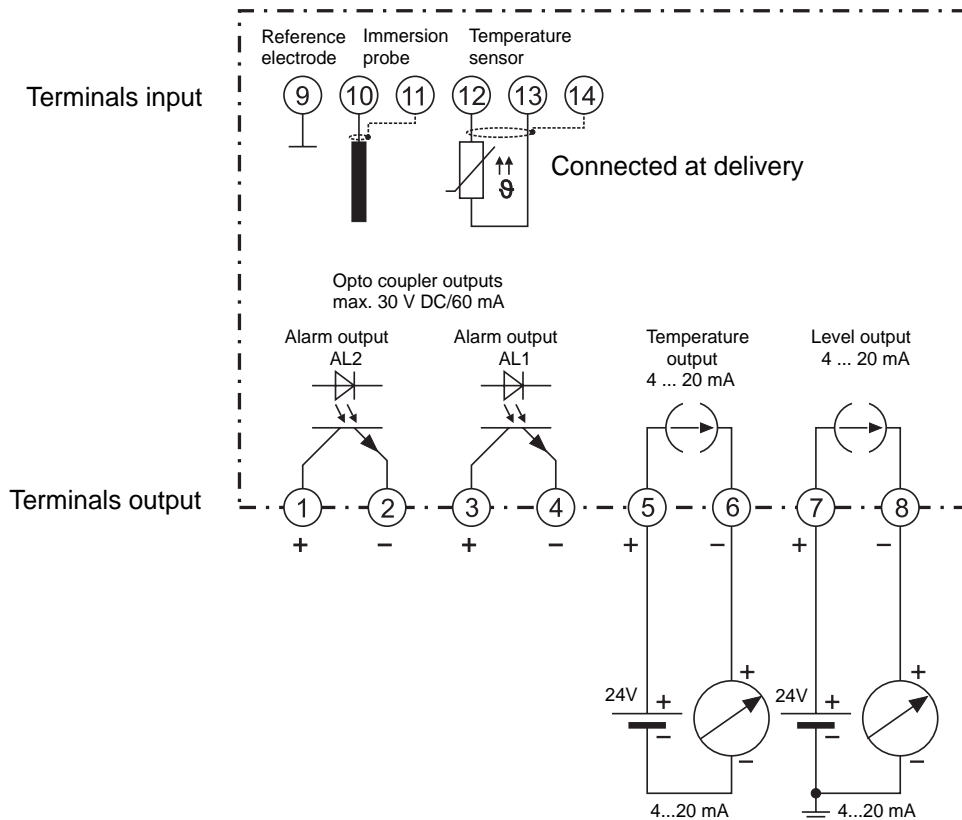 Reference electrode
Immersion probe
Temperature sensor
Terminals input
9 10 11 12 13 14
ϑ
Connected at delivery
Opto coupler outputs
max. 30 V DC/60 mA
Alarm output
AL2
Alarm output
AL1
Temperature
output
4 ... 20 mA
Level output
4 ... 20 mA
Terminals output
1 2 3 4 5 6 7 8
+ − + − + − + −
24V + − + −
24V + − + −
4...20 mA
4...20 mA